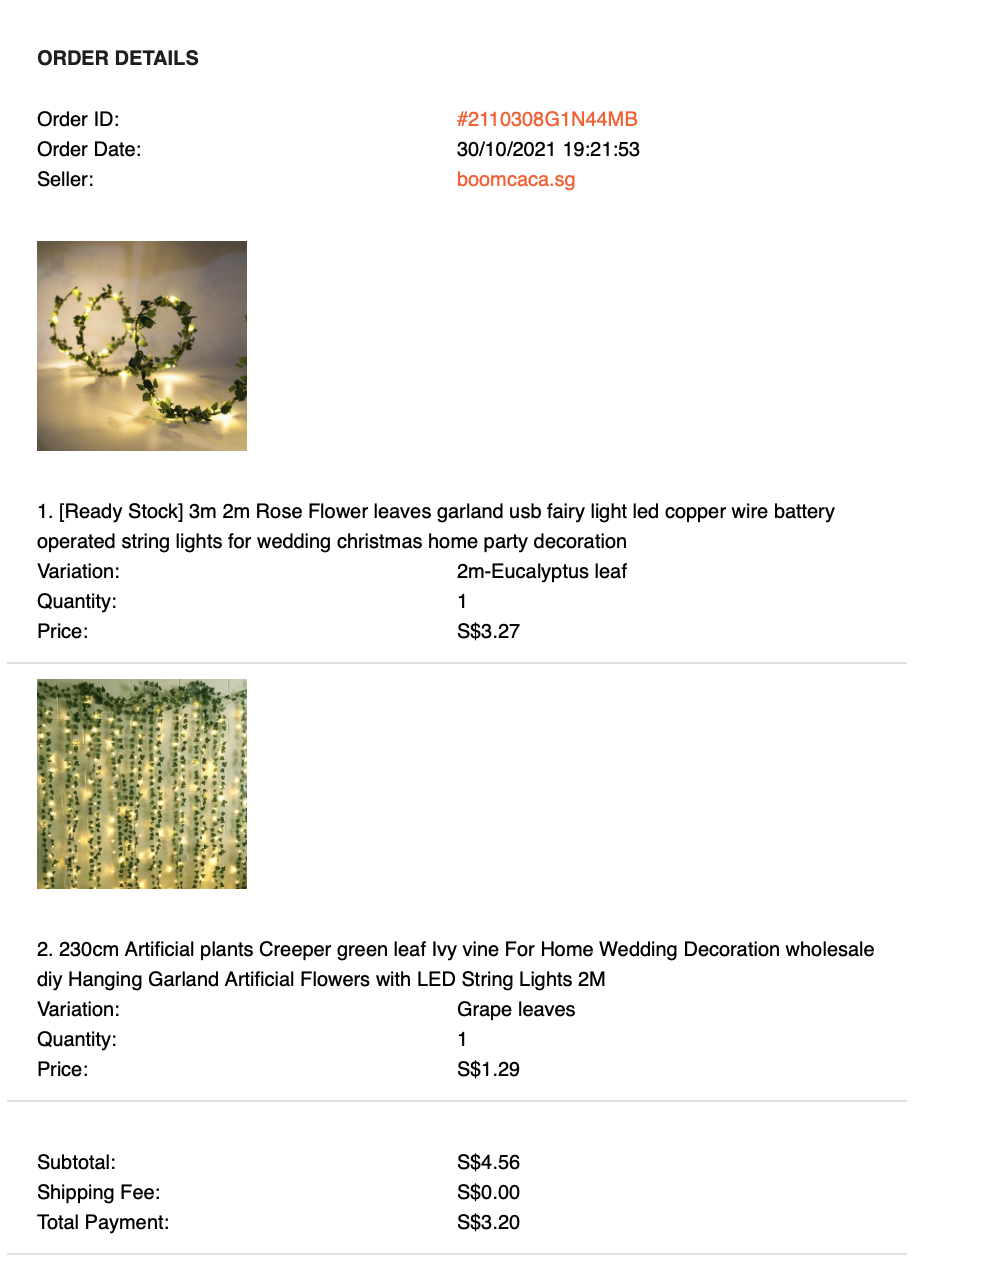 ORDER DETAILS
Order ID: #2110308G1N44MB
Order Date: 30/10/2021 19:21:53
Seller: boomcaca.sg
1. [Ready Stock] 3m 2m Rose Flower leaves garland usb fairy light led copper wire battery
operated string lights for wedding christmas home party decoration
Variation: 2m-Eucalyptus leaf
Quantity: 1
Price: S$3.27
2. 230cm Artificial plants Creeper green leaf Ivy vine For Home Wedding Decoration wholesale
diy Hanging Garland Artificial Flowers with LED String Lights 2M
Variation: Grape leaves
Quantity: 1
Price: S$1.29
Subtotal: S$4.56
Shipping Fee: S$0.00
Total Payment: S$3.20